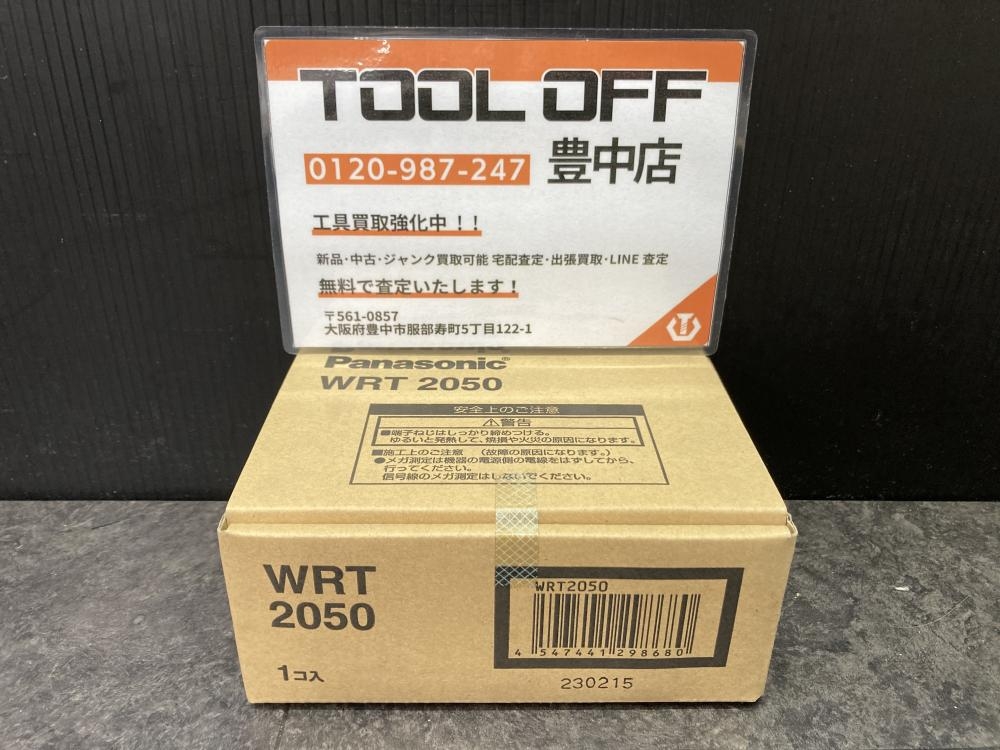 TOOL OFF
0120-987-247 豊中店
工具買取強化中！！
新品･中古･ジャンク買取可能 宅配査定･出張買取･LINE 査定
無料で査定いたします！
〒561-0857
大阪府豊中市服部寿町5丁目122-1
Panasonic®
WRT 2050
安全上のご注意
⚠警告
■端子ねじはしっかり締めつける。
ゆるいと発熱して、焼損や火災の原因になります。
■施工上のご注意 （故障の原因になります。）
●メガ測定は機器の電源側の電線をはずしてから、
行ってください。
信号線のメガ測定はしないでください。
WRT
2050
1コ入
WRT2050
4 547441 298680
230215